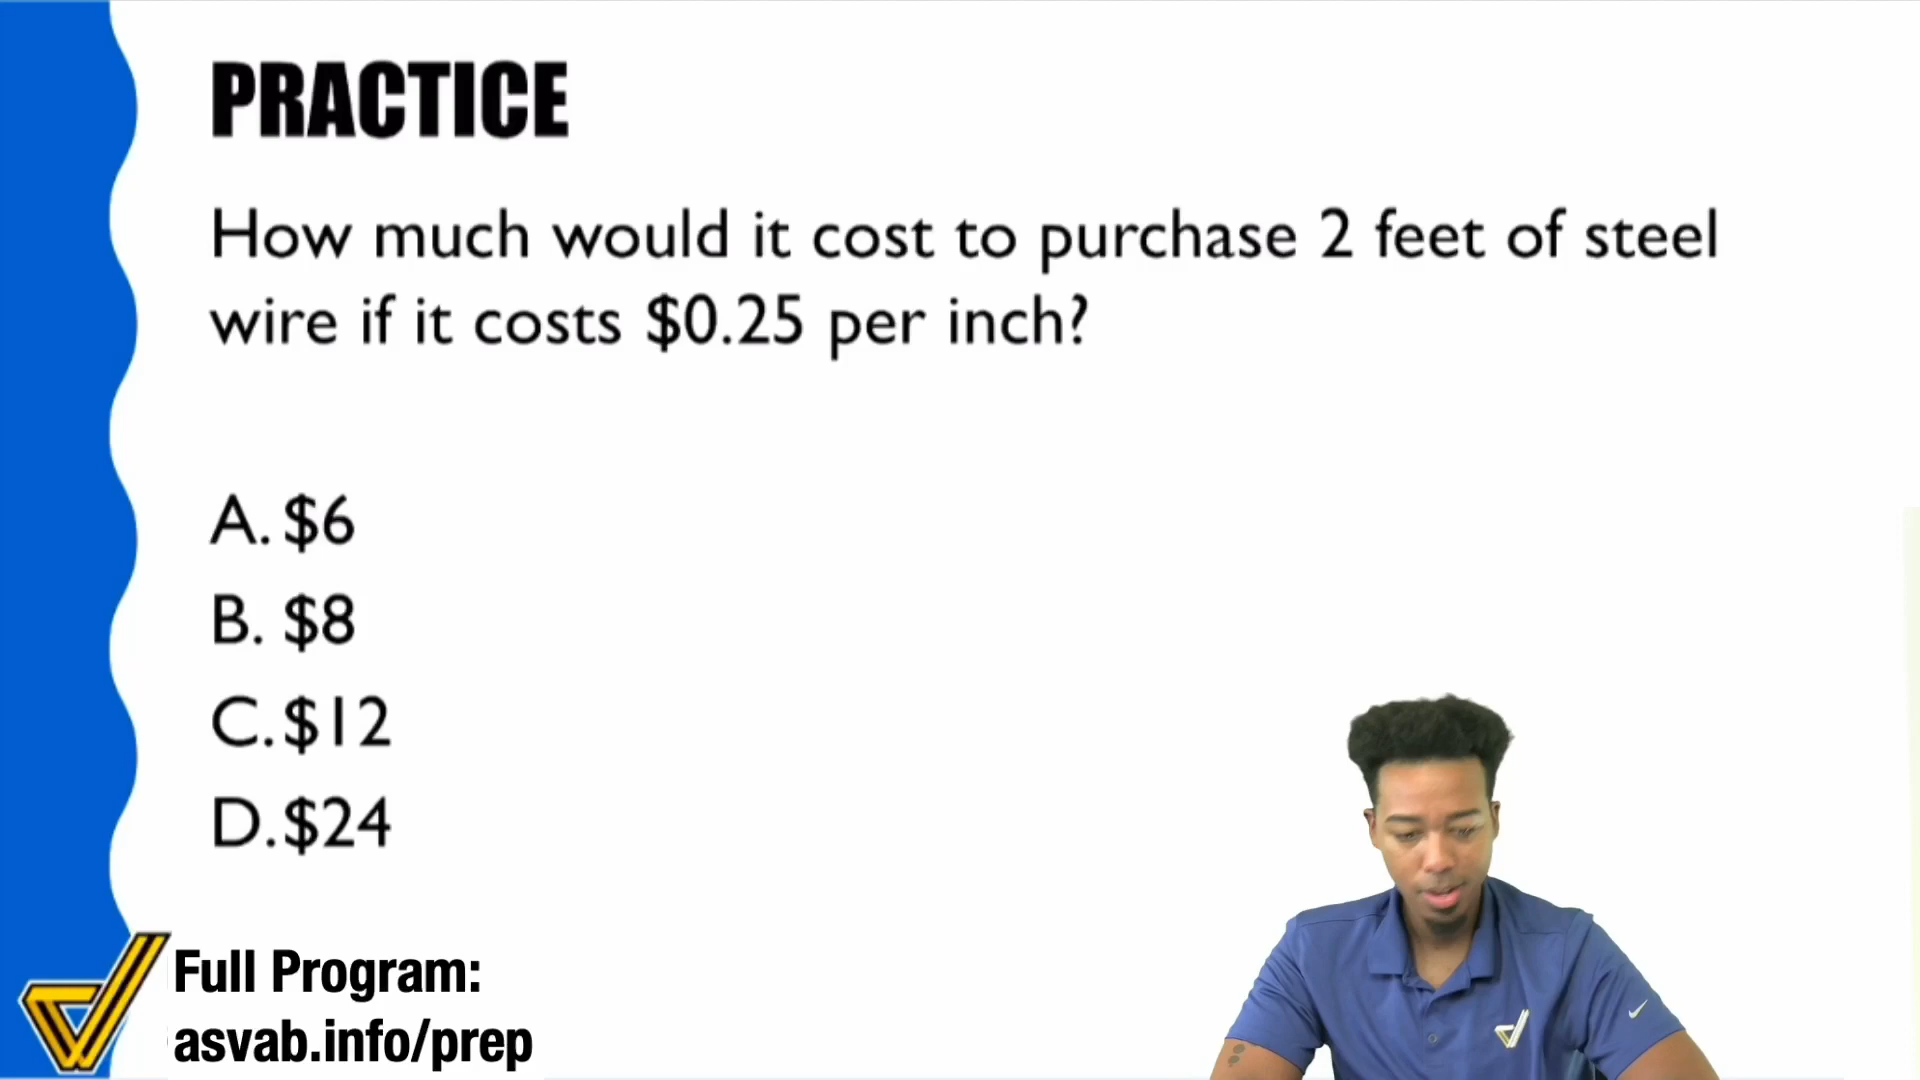 PRACTICE
How much would it cost to purchase 2 feet of steel
wire if it costs $0.25 per inch?
A. $6
B. $8
C. $12
D. $24
Full Program:
asvab.info/prep